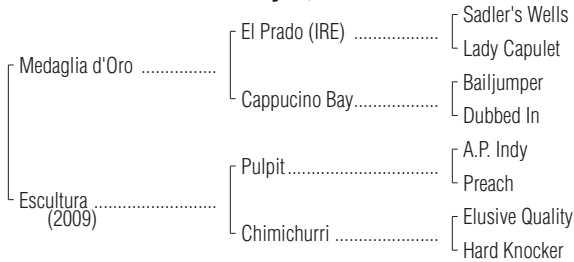 Sadler's Wells
El Prado (IRE) ..................
Lady Capulet
Medaglia d'Oro ................
Bailjumper
Cappucino Bay....................
Dubbed In
A.P. Indy
Pulpit....................................
Preach
Escultura ..........................
(2009)
Elusive Quality
Chimichurri .........................
Hard Knocker